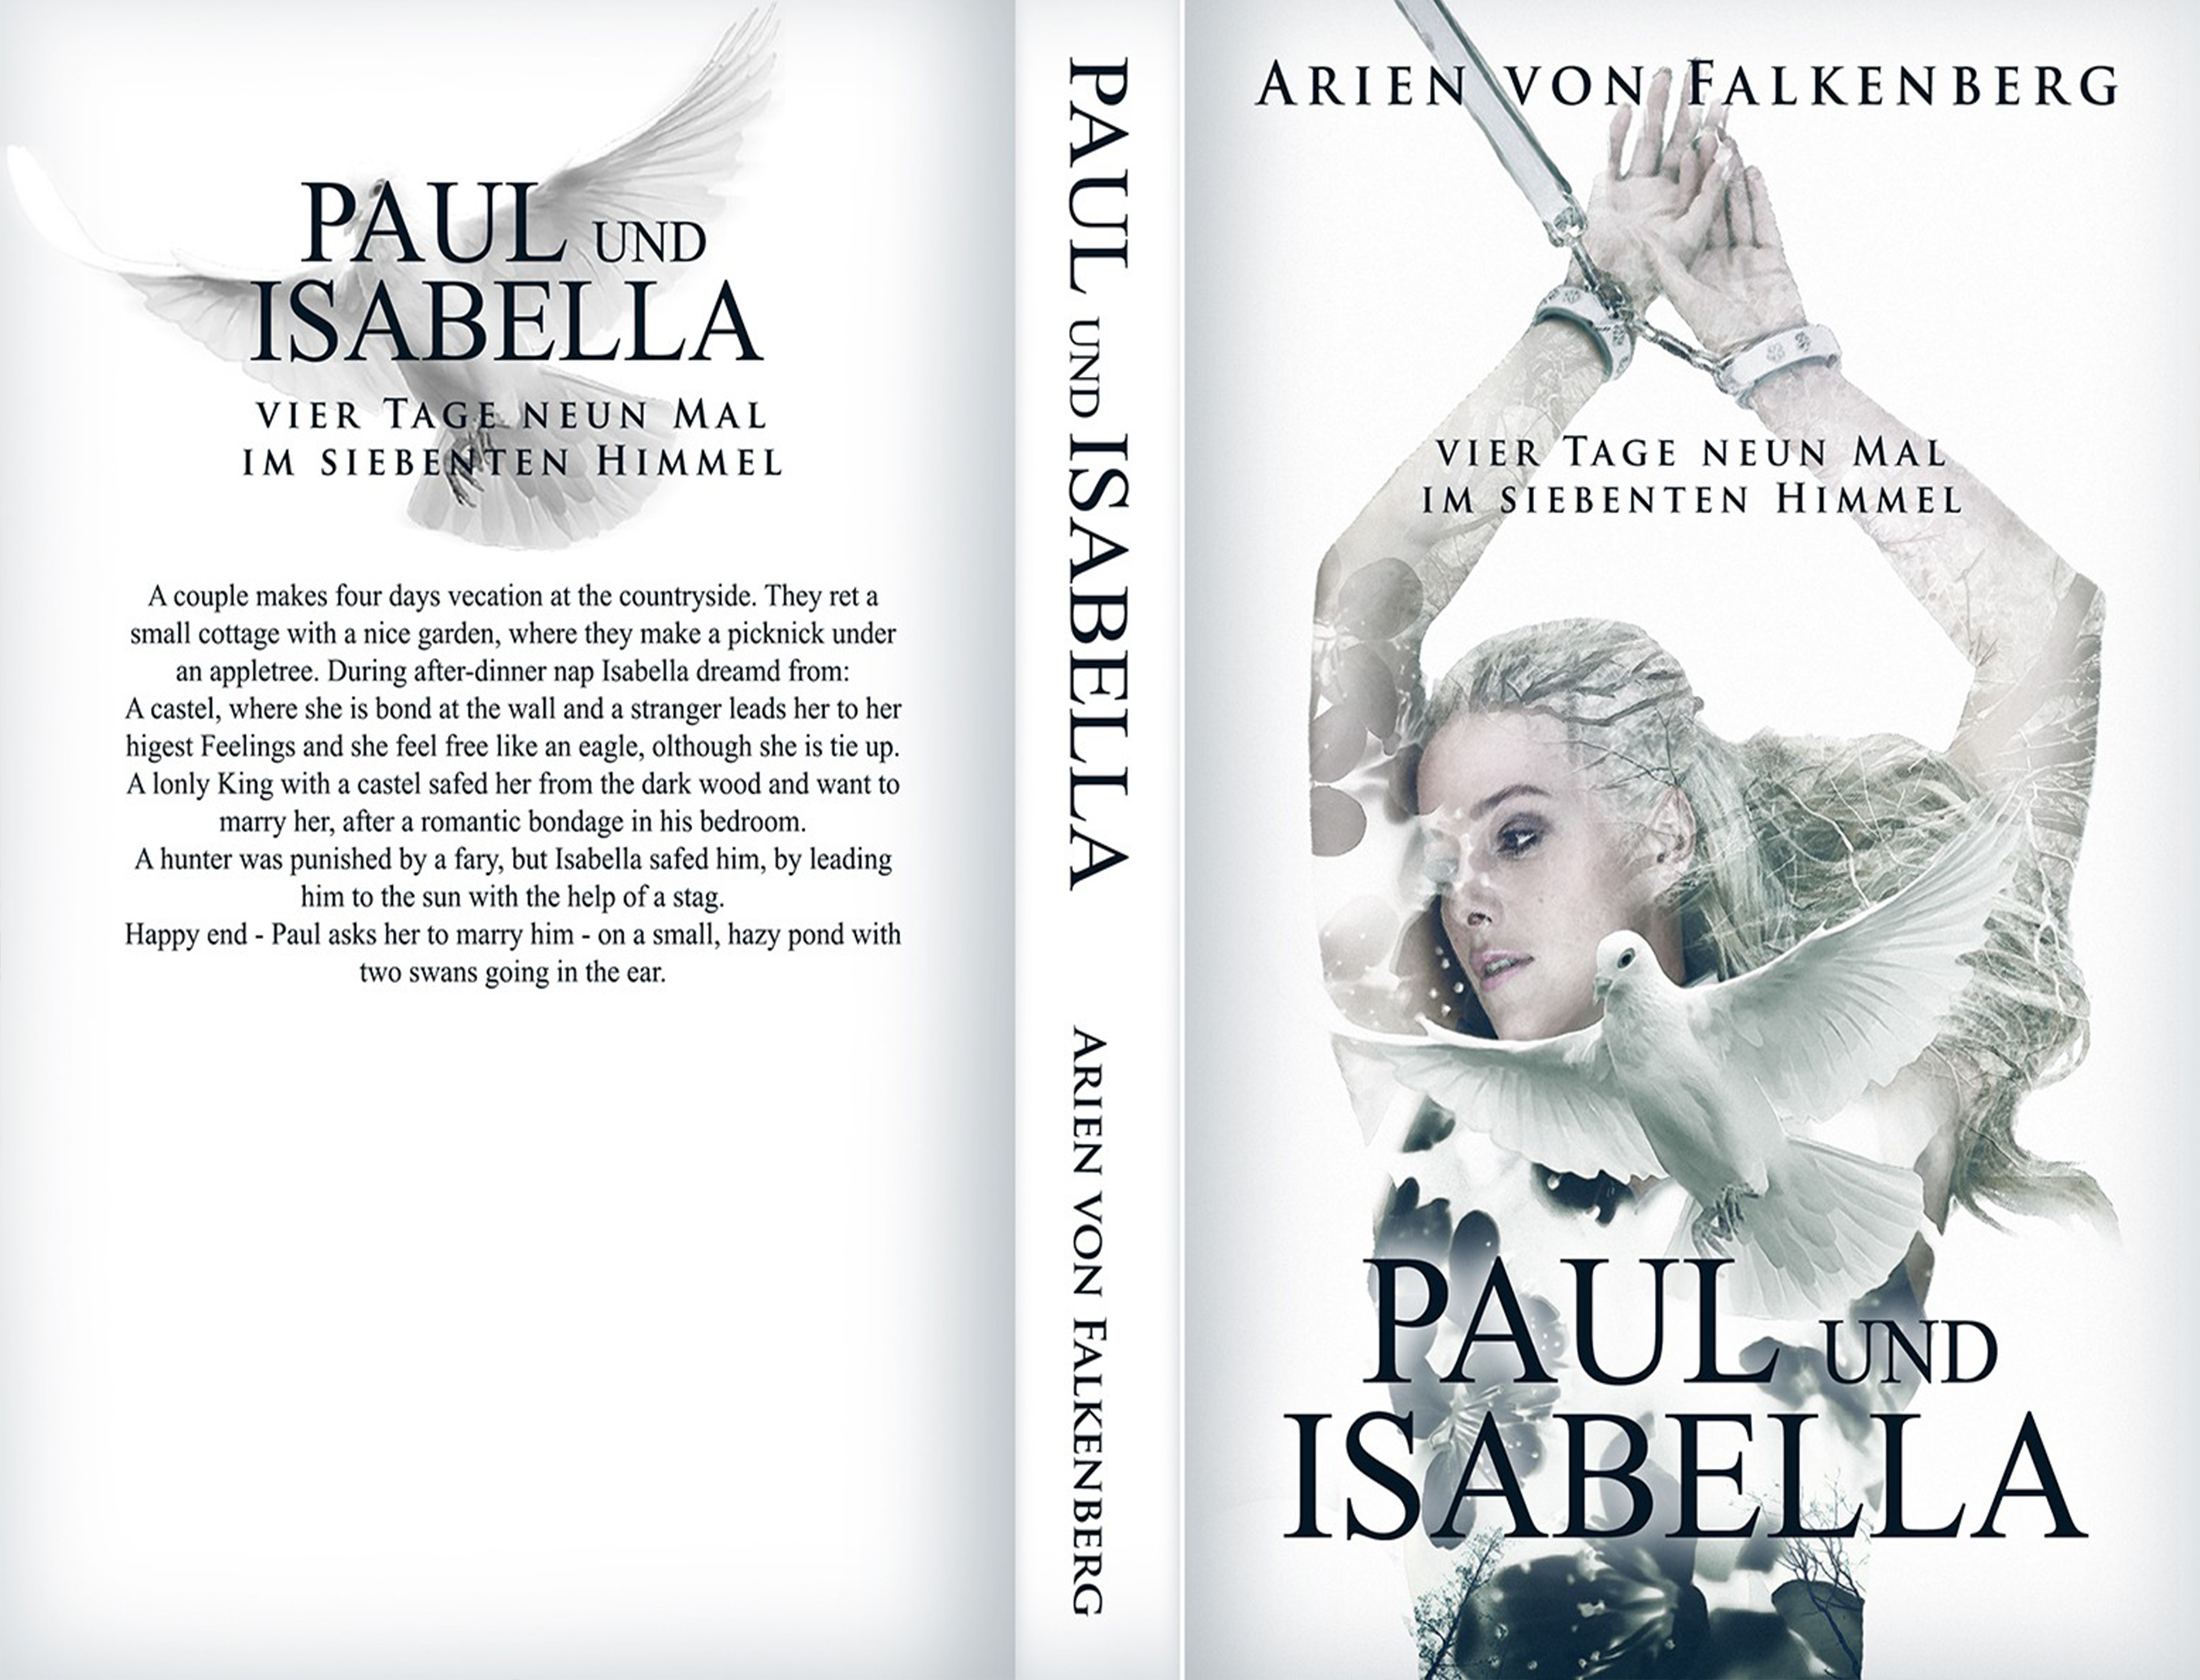 PAUL UND
ISABELLA
VIER TAGE NEUN MAL
IM SIEBENTEN HIMMEL
A couple makes four days vecation at the countryside. They ret a
small cottage with a nice garden, where they make a picknick under
an appletree. During after-dinner nap Isabella dreamd from:
A castel, where she is bond at the wall and a stranger leads her to her
higest Feelings and she feel free like an eagle, olthough she is tie up.
A lonly King with a castel safed her from the dark wood and want to
marry her, after a romantic bondage in his bedroom.
A hunter was punished by a fary, but Isabella safed him, by leading
him to the sun with the help of a stag.
Happy end - Paul asks her to marry him - on a small, hazy pond with
two swans going in the ear.
PAUL UND ISABELLA
ARIEN VON FALKENBERG
ARIEN VON FALKENBERG
VIER TAGE NEUN MAL
IM SIEBENTEN HIMMEL
PAUL UND
ISABELLA